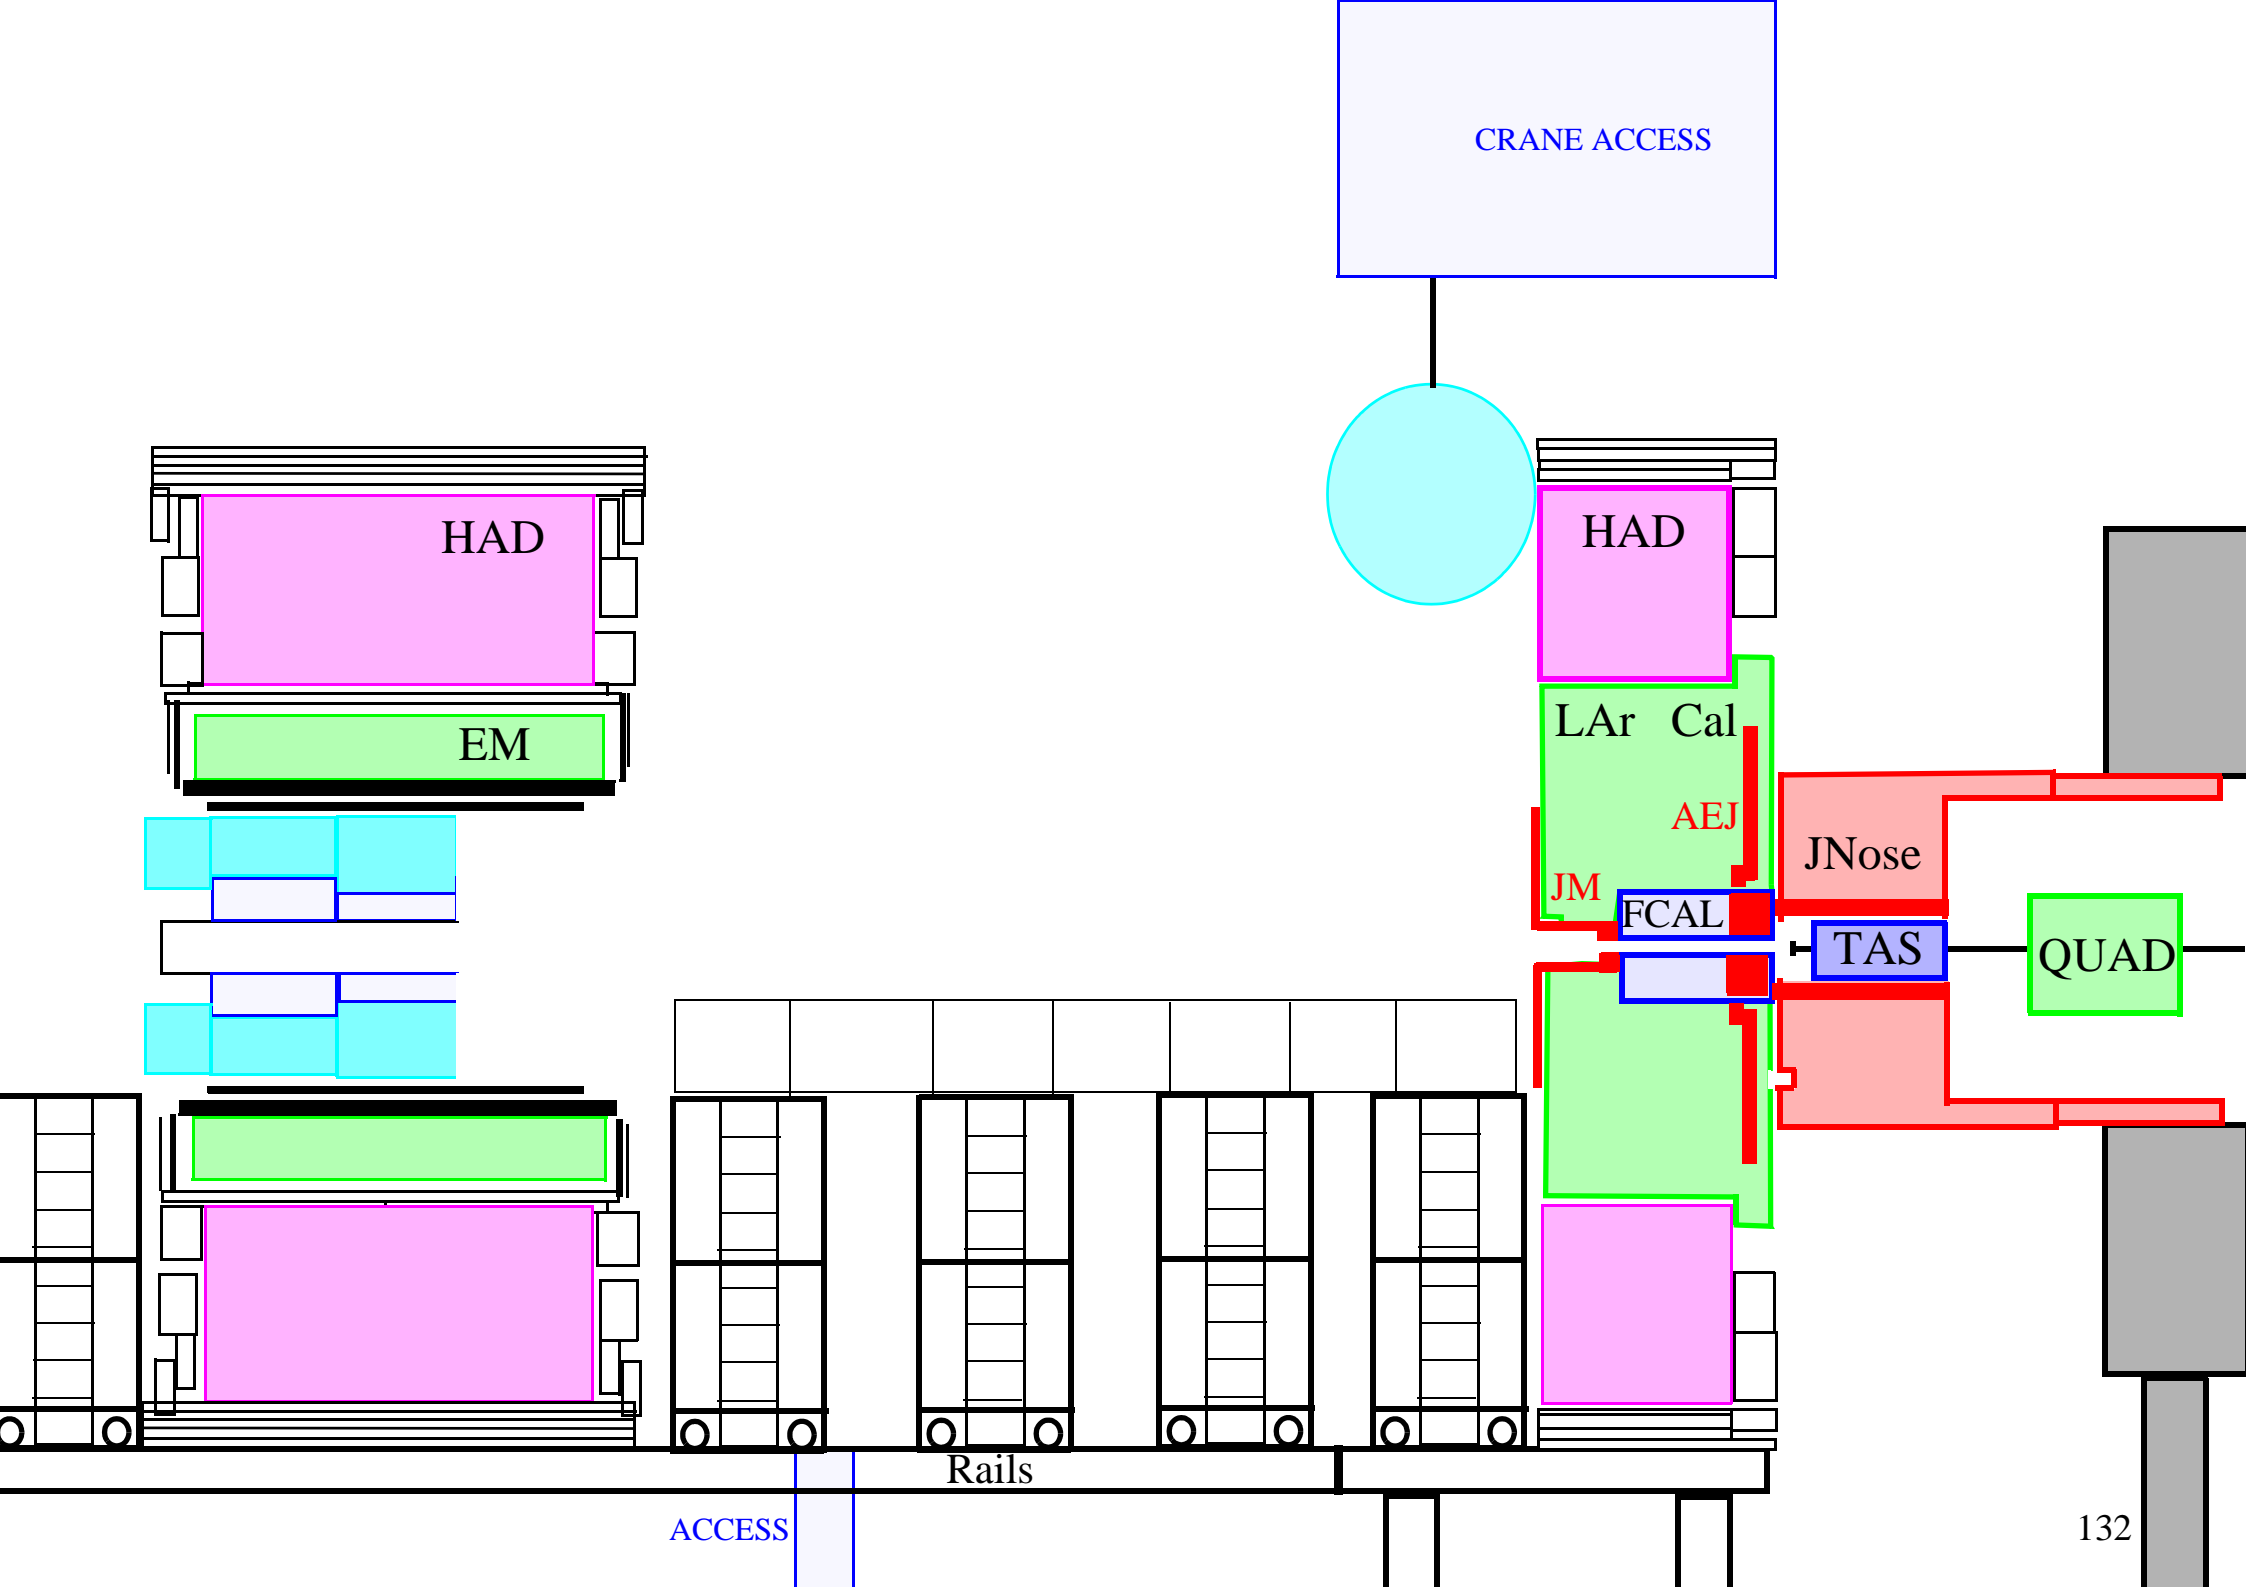 CRANE ACCESS
HAD
HAD
LAr Cal
EM
AEJ
JNose
JM
FCAL
TAS
QUAD
Rails
ACCESS
132